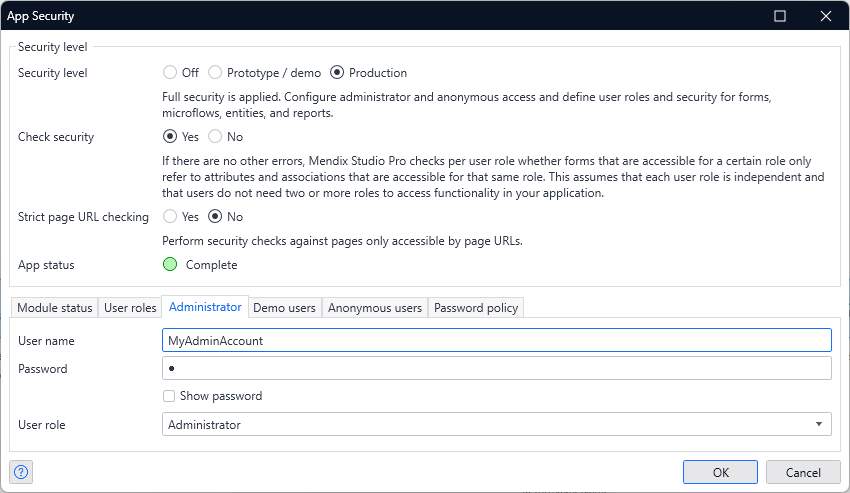 App Security
Security level
Security level Off Prototype / demo Production
Full security is applied. Configure administrator and anonymous access and define user roles and security for forms,
microflows, entities, and reports.
Check security Yes No
If there are no other errors, Mendix Studio Pro checks per user role whether forms that are accessible for a certain role only
refer to attributes and associations that are accessible for that same role. This assumes that each user role is independent and
that users do not need two or more roles to access functionality in your application.
Strict page URL checking Yes No
Perform security checks against pages only accessible by page URLs.
App status Complete
Module status User roles Administrator Demo users Anonymous users Password policy
User name MyAdminAccount
Password
Show password
User role Administrator
? OK Cancel